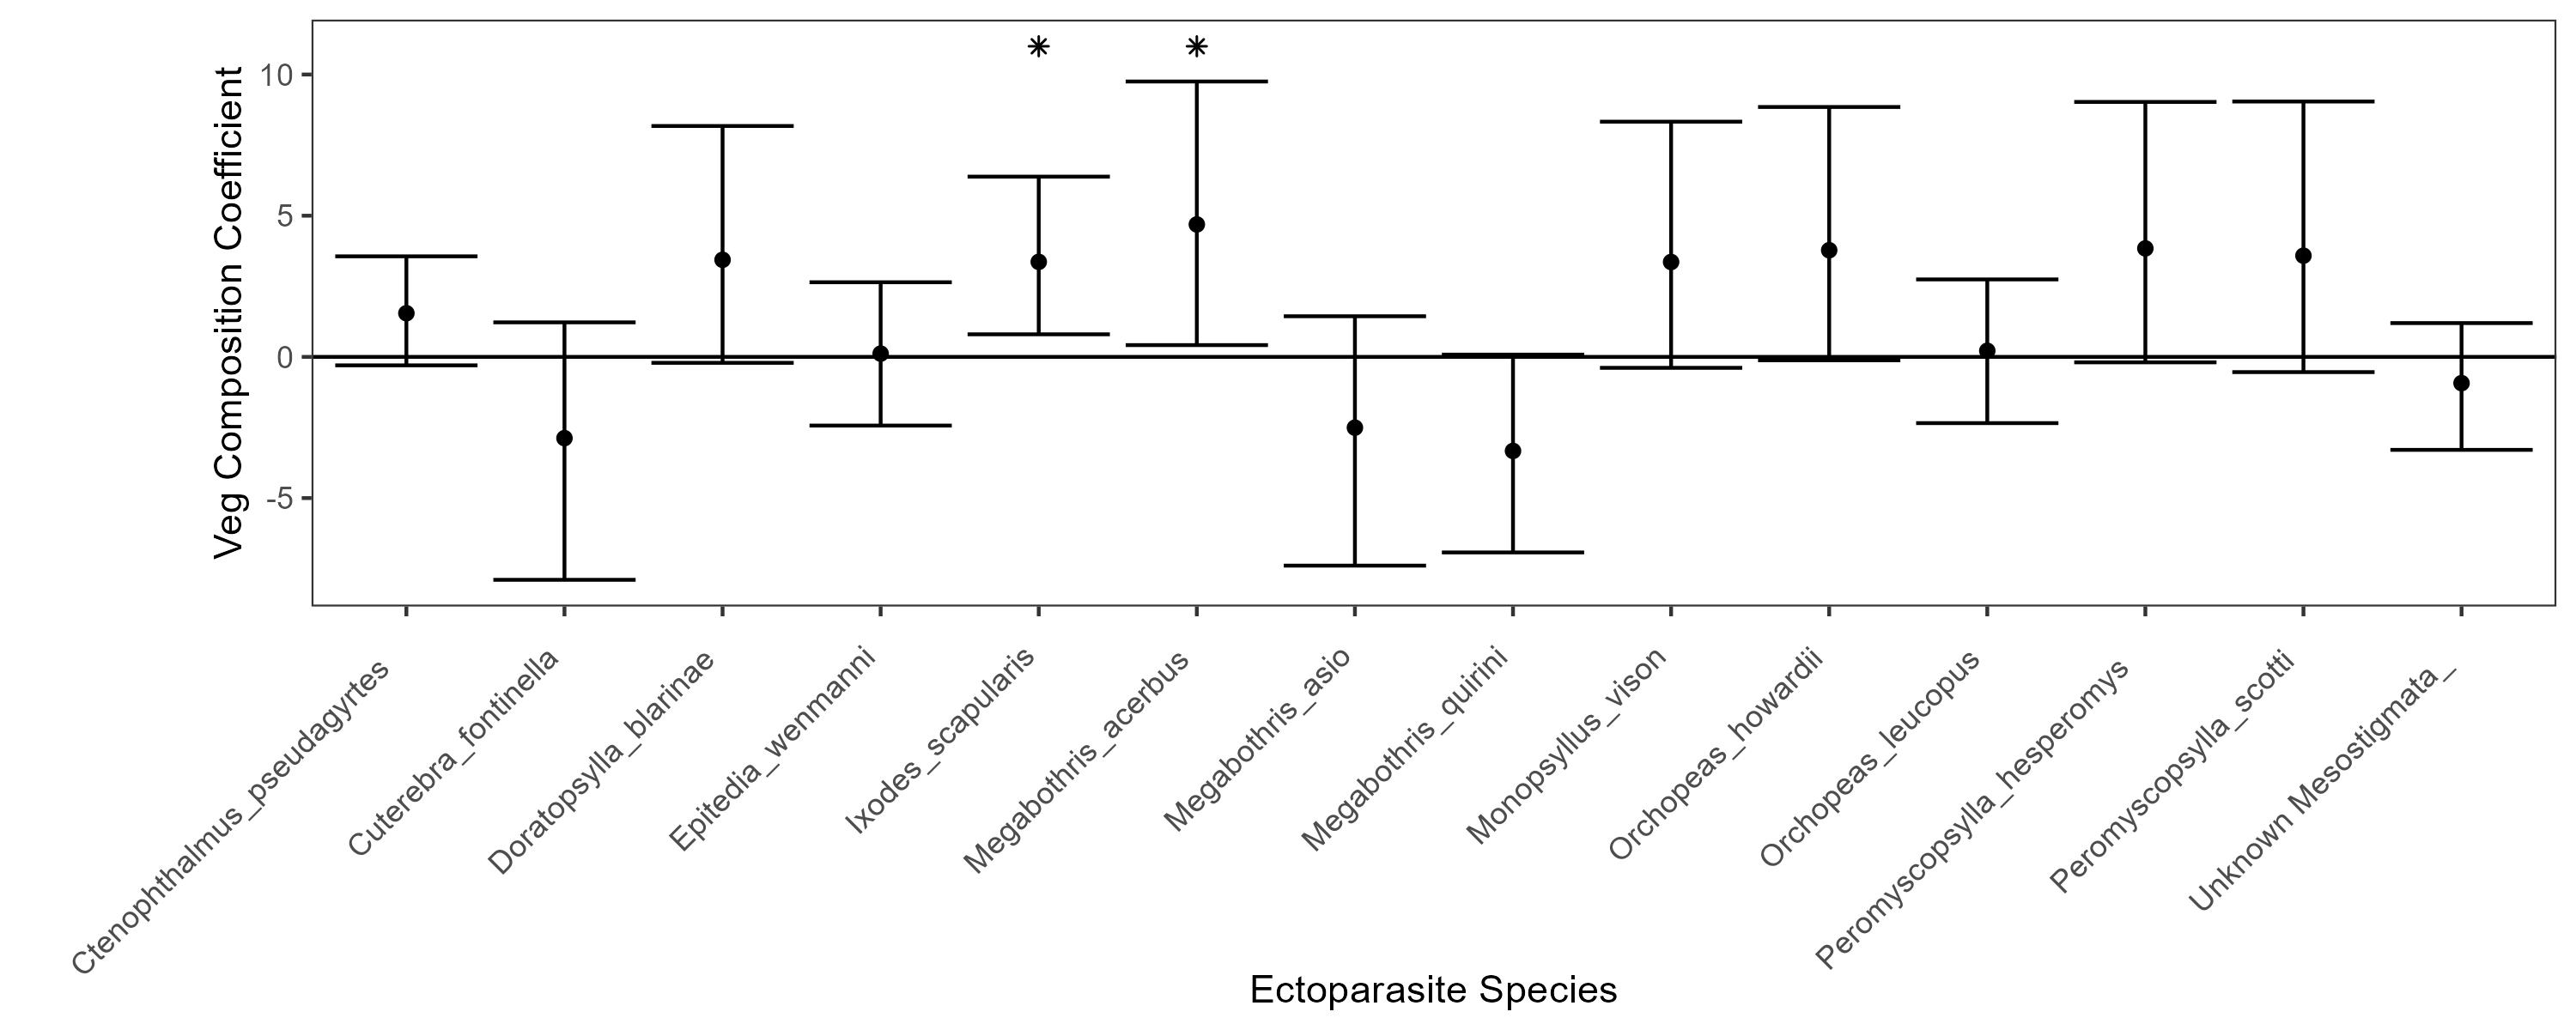 Veg Composition Coefficient
10
5
0
-5
*
*
Ctenophthalmus_pseudagyrtes
Cuterebra_fontinella
Doratopsylla_blarinae
Epitedia_wenmanni
Ixodes_scapularis
Megabothris_acerbus
Megabothris_asio
Megabothris_quirini
Monopsyllus_vison
Orchopeas_howardii
Orchopeas_leucopus
Peromyscopsylla_hesperomys
Peromyscopsylla_scotti
Unknown Mesostigmata_
Ectoparasite Species